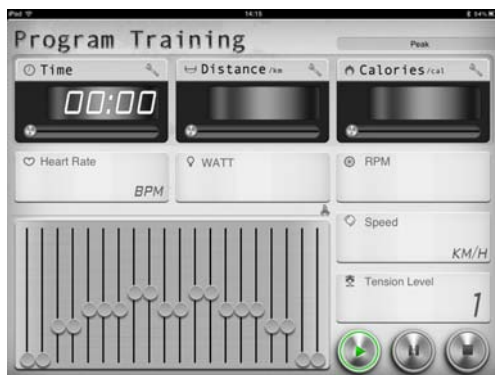 iPad 14:15 54%
Program Training
Peak
Time
Distance/km
Calories/cal
00:00
Heart Rate
BPM
WATT
RPM
Speed
KM/H
Tension Level
1